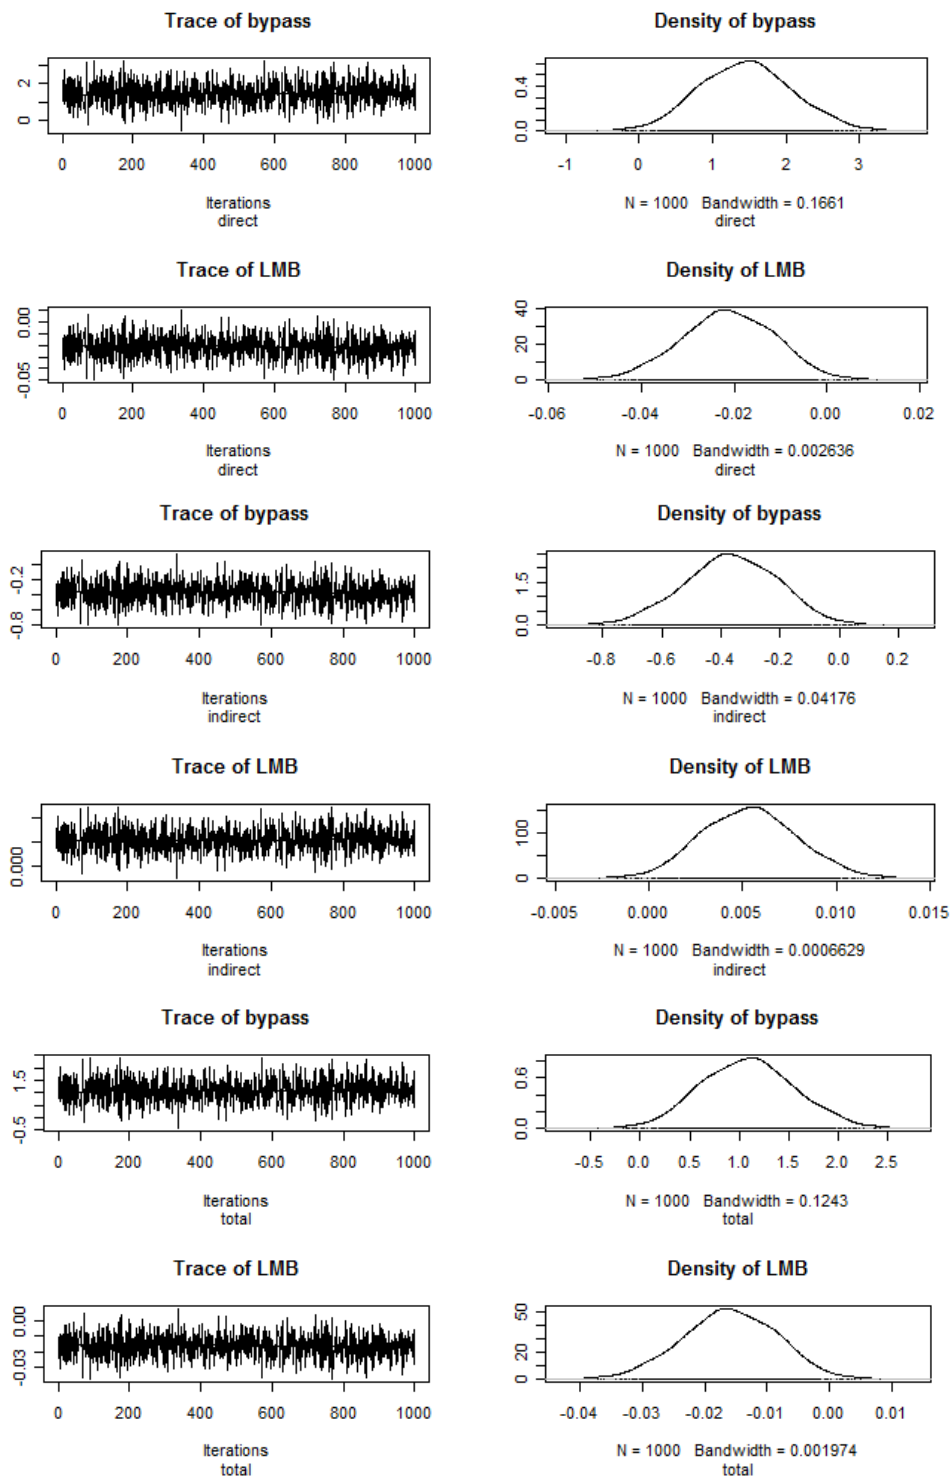 Trace of bypass
2
0
0 200 400 600 800 1000
Iterations
direct
Density of bypass
0.4
0.0
-1 0 1 2 3
N = 1000 Bandwidth = 0.1661
direct
Trace of LMB
0.00
-0.05
0 200 400 600 800 1000
Iterations
direct
Density of LMB
40
20
0
-0.06 -0.04 -0.02 0.00 0.02
N = 1000 Bandwidth = 0.002636
direct
Trace of bypass
-0.2
-0.8
0 200 400 600 800 1000
Iterations
indirect
Density of bypass
1.5
0.0
-0.8 -0.6 -0.4 -0.2 0.0 0.2
N = 1000 Bandwidth = 0.04176
indirect
Trace of LMB
0.000
0 200 400 600 800 1000
Iterations
indirect
Density of LMB
100
0
-0.005 0.000 0.005 0.010 0.015
N = 1000 Bandwidth = 0.0006629
indirect
Trace of bypass
1.5
-0.5
0 200 400 600 800 1000
Iterations
total
Density of bypass
0.6
0.0
-0.5 0.0 0.5 1.0 1.5 2.0 2.5
N = 1000 Bandwidth = 0.1243
total
Trace of LMB
0.00
-0.03
0 200 400 600 800 1000
Iterations
total
Density of LMB
50
20
0
-0.04 -0.03 -0.02 -0.01 0.00 0.01
N = 1000 Bandwidth = 0.001974
total